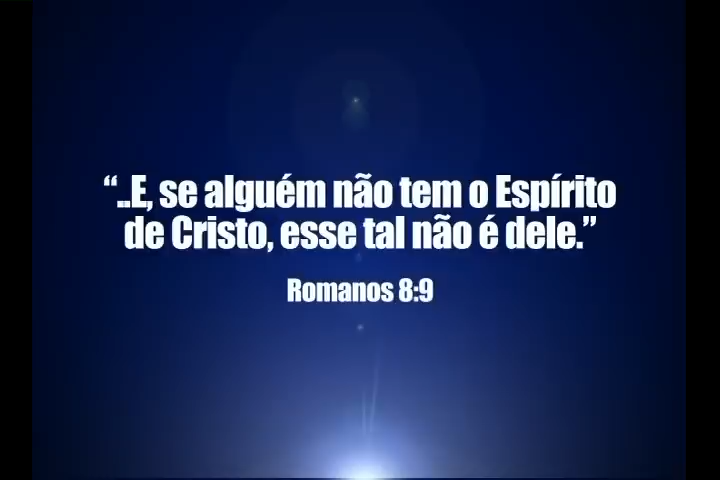 “..E, se alguém não tem o Espírito
de Cristo, esse tal não é dele.”
Romanos 8:9